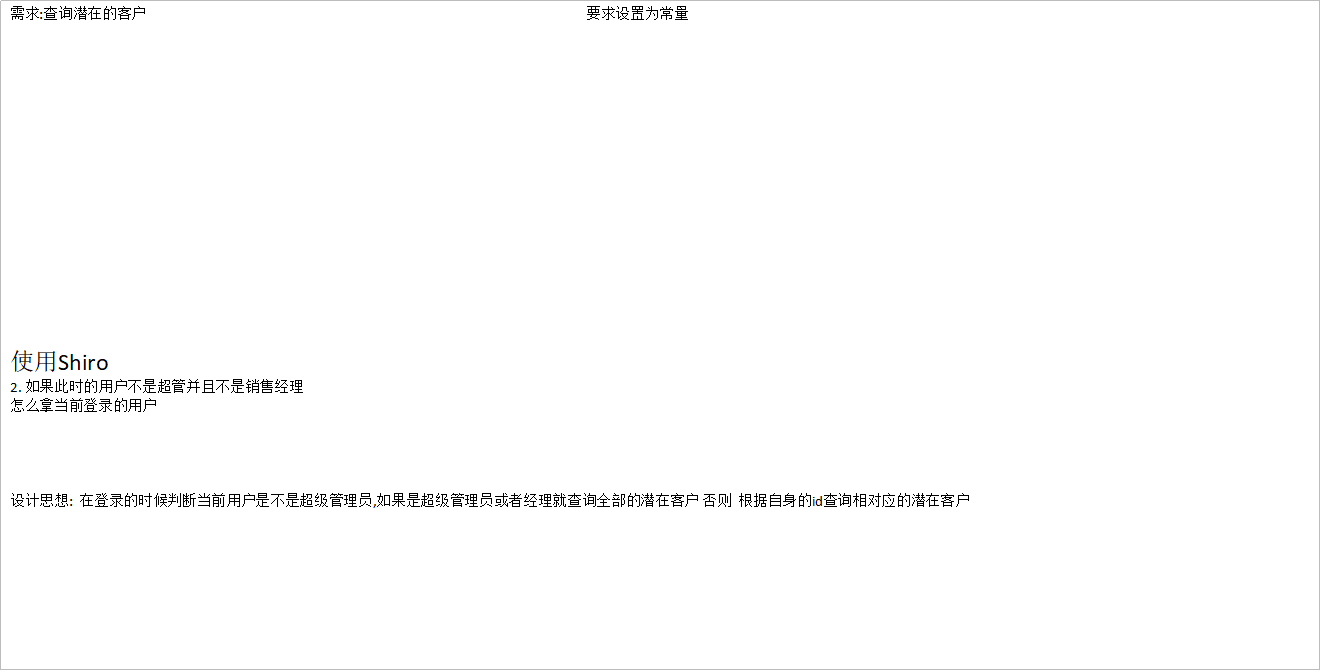 需求:查询潜在的客户
要求设置为常量
使用Shiro
2. 如果此时的用户不是超管并且不是销售经理
怎么拿当前登录的用户
设计思想: 在登录的时候判断当前用户是不是超级管理员,如果是超级管理员或者经理就查询全部的潜在客户 否则 根据自身的id查询相对应的潜在客户